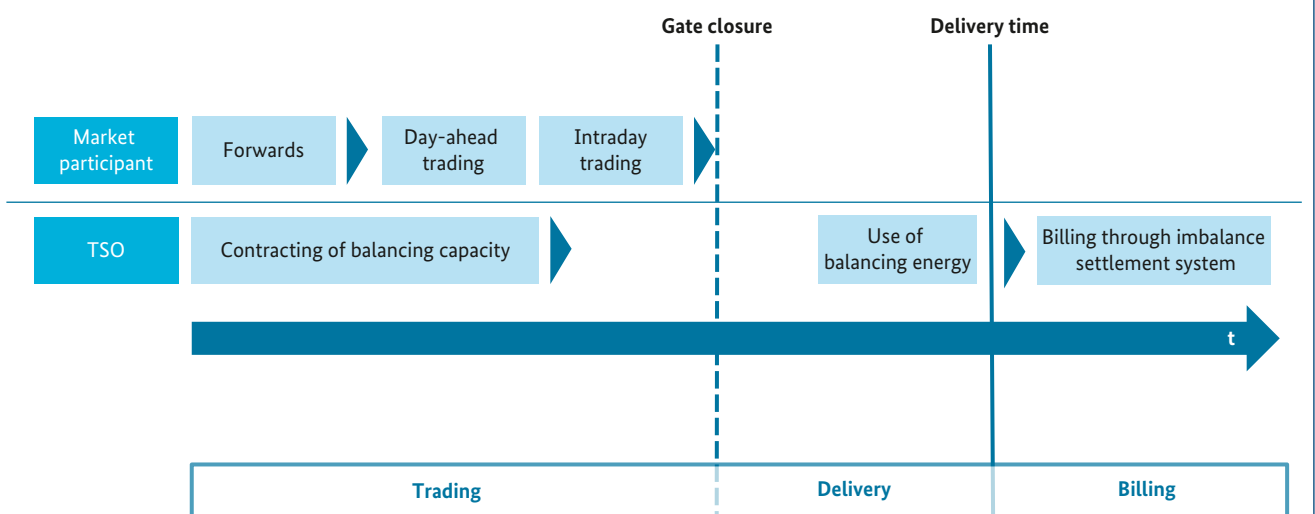 Gate closure
Delivery time
Market
participant
Forwards
Day-ahead
trading
Intraday
trading
TSO
Contracting of balancing capacity
Use of
balancing energy
Billing through imbalance
settlement system
t
Trading
Delivery
Billing